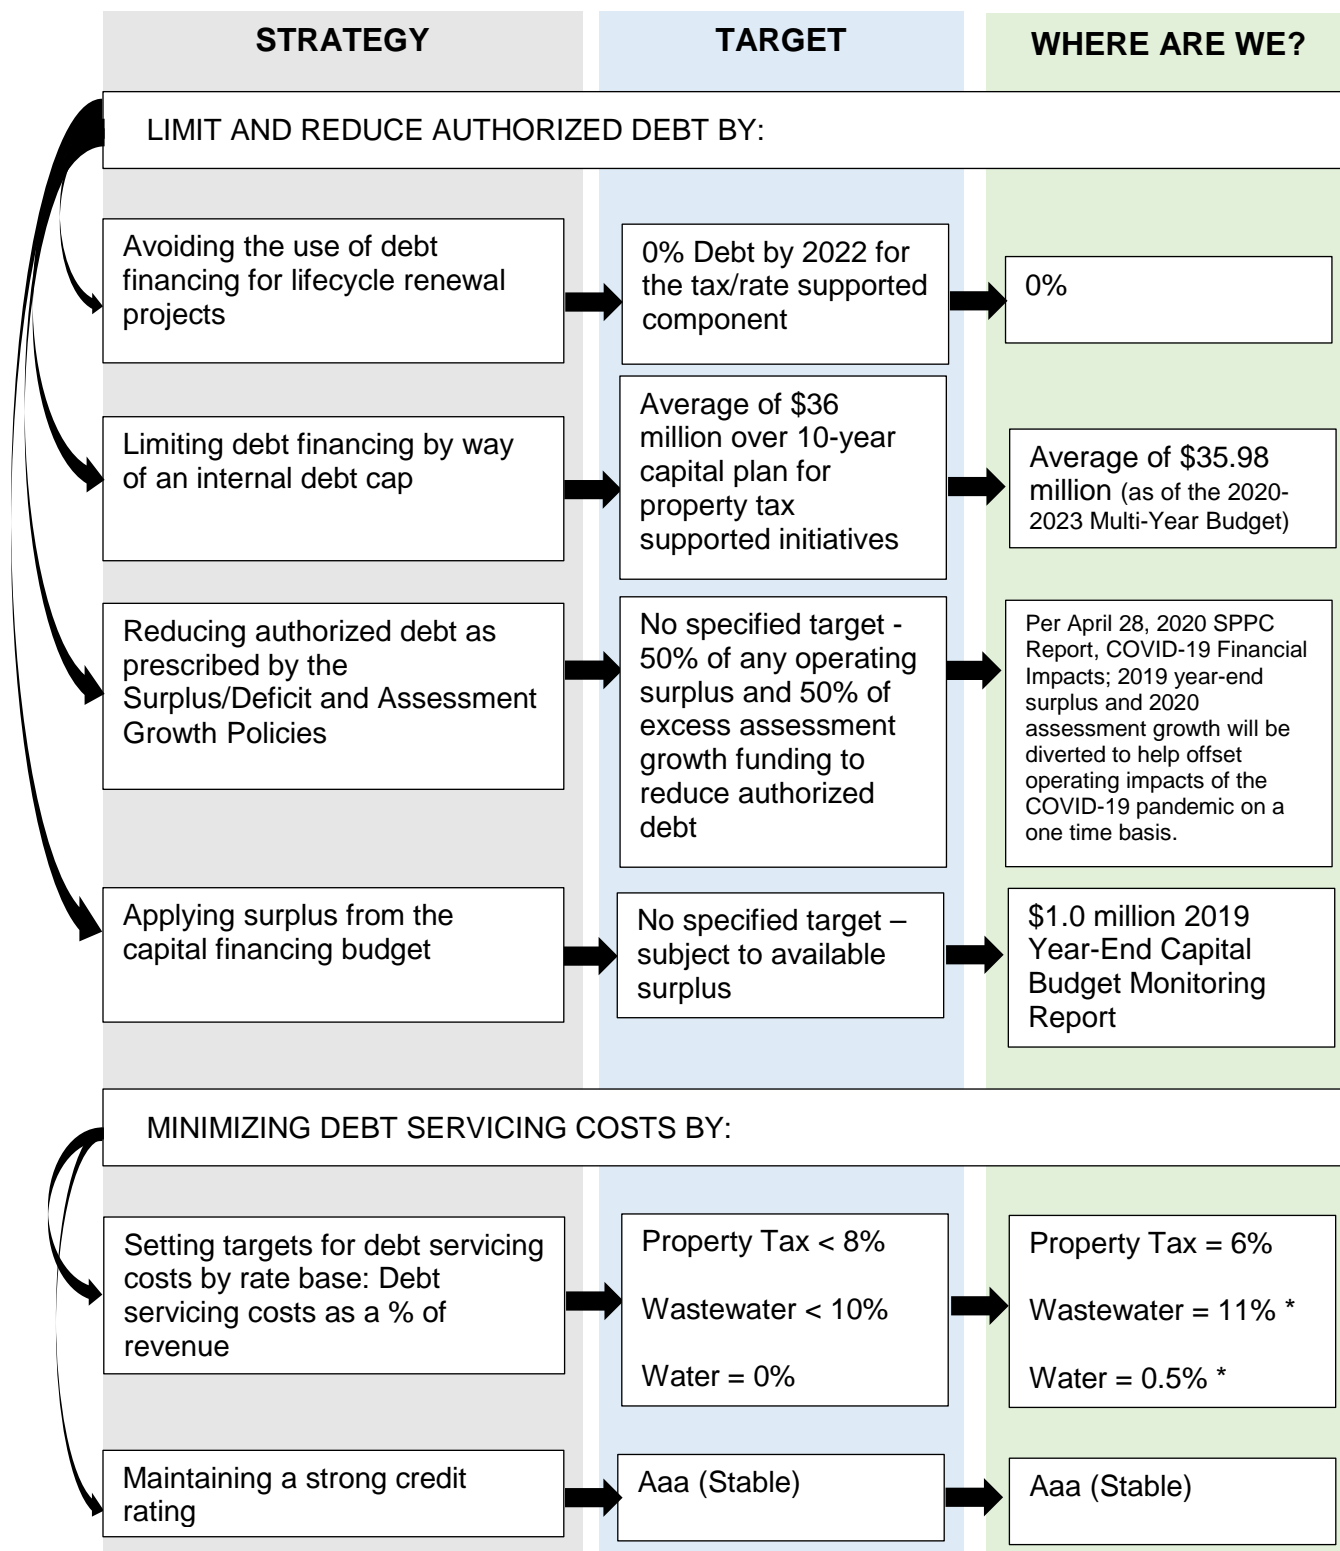 STRATEGY
TARGET
WHERE ARE WE?
LIMIT AND REDUCE AUTHORIZED DEBT BY:
Avoiding the use of debt
financing for lifecycle renewal
projects
0% Debt by 2022 for
the tax/rate supported
component
0%
Limiting debt financing by way
of an internal debt cap
Average of $36
million over 10-year
capital plan for
property tax
supported initiatives
Average of $35.98
million (as of the 2020-
2023 Multi-Year Budget)
Reducing authorized debt as
prescribed by the
Surplus/Deficit and Assessment
Growth Policies
No specified target -
50% of any operating
surplus and 50% of
excess assessment
growth funding to
reduce authorized
debt
Per April 28, 2020 SPPC
Report, COVID-19 Financial
Impacts; 2019 year-end
surplus and 2020
assessment growth will be
diverted to help offset
operating impacts of the
COVID-19 pandemic on a
one time basis.
Applying surplus from the
capital financing budget
No specified target –
subject to available
surplus
$1.0 million 2019
Year-End Capital
Budget Monitoring
Report
MINIMIZING DEBT SERVICING COSTS BY:
Setting targets for debt servicing
costs by rate base: Debt
servicing costs as a % of
revenue
Property Tax < 8%
Wastewater < 10%
Water = 0%
Property Tax = 6%
Wastewater = 11% *
Water = 0.5% *
Maintaining a strong credit
rating
Aaa (Stable)
Aaa (Stable)